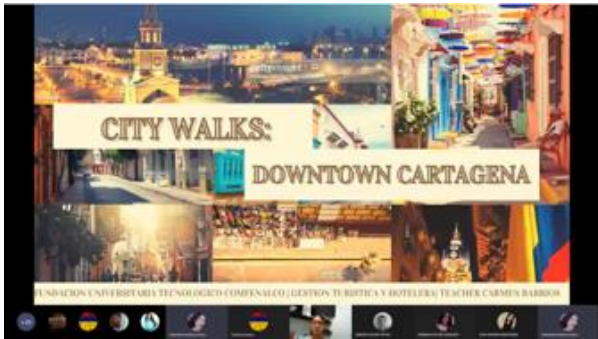 CITY WALKS:
DOWNTOWN CARTAGENA
FUNDACION UNIVERSITARIA TECNOLOGICO COMFENALCO | GESTION TURISTICA Y HOTELERA| TEACHER CARMEN BARRIOS